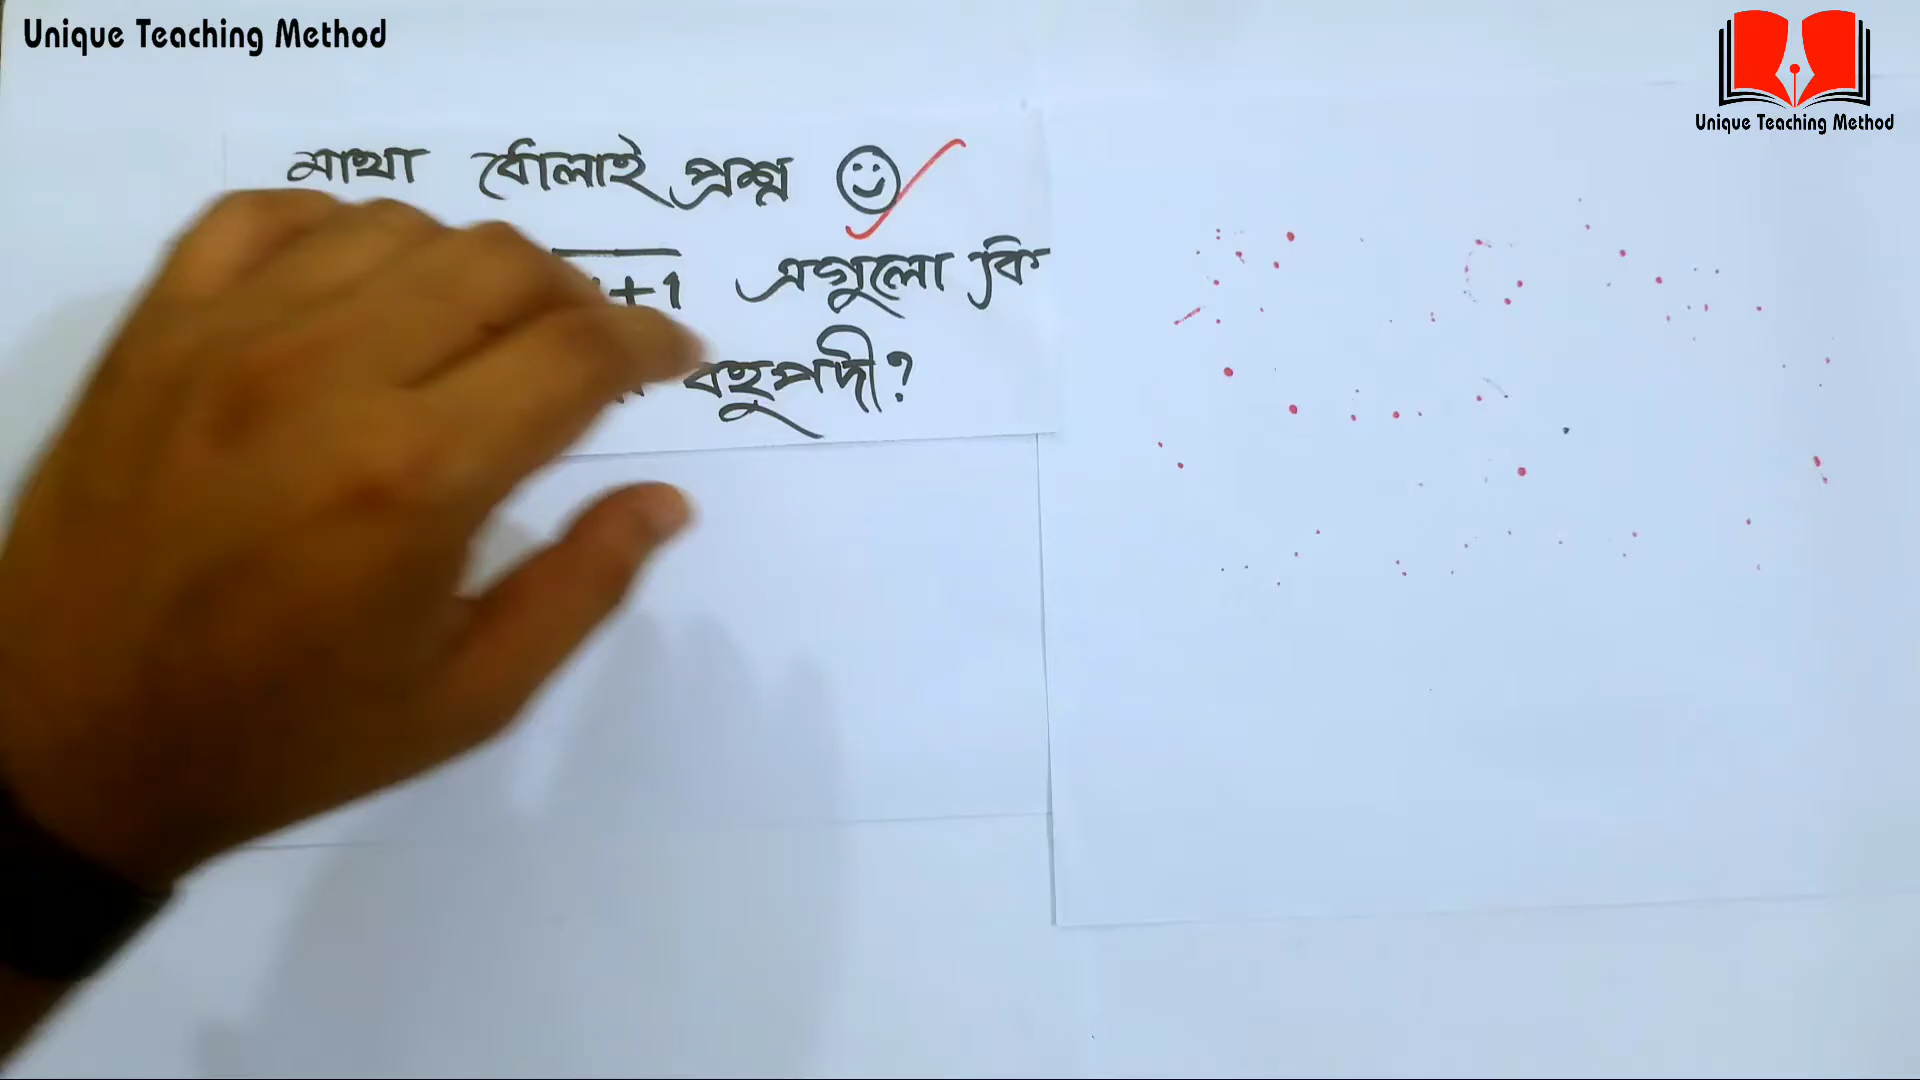 Unique Teaching Method
Unique Teaching Method
মাথা ধোলাই প্রশ্ন
+1 এগুলো কি
বহুপদী?